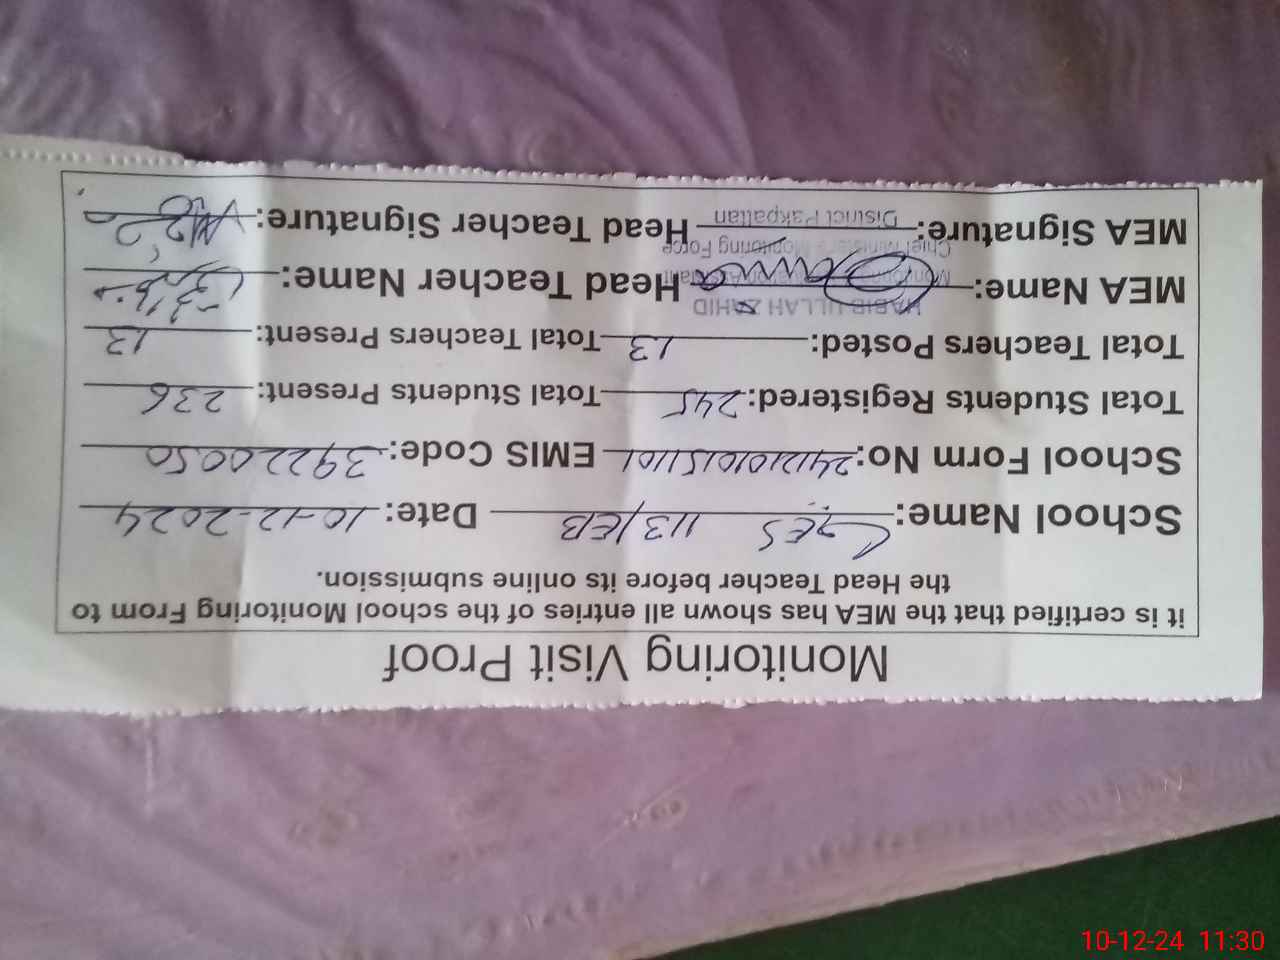 Monitoring Visit Proof
it is certified that the MEA has shown all entries of the school Monitoring From to
the Head Teacher before its online submission.
School Name: GES 113/EB Date: 10-12-2024
School Form No: 24121010151101 EMIS Code: 39220050
Total Students Registered: 245 Total Students Present: 236
Total Teachers Posted: 13 Total Teachers Present: 13
HABIB ULLAH ZAHID
MEA Name: Head Teacher Name:
Monitoring
Chief Minister's Monitoring Force
MEA Signature: Head Teacher Signature:
District Pakpattan
10-12-24 11:30